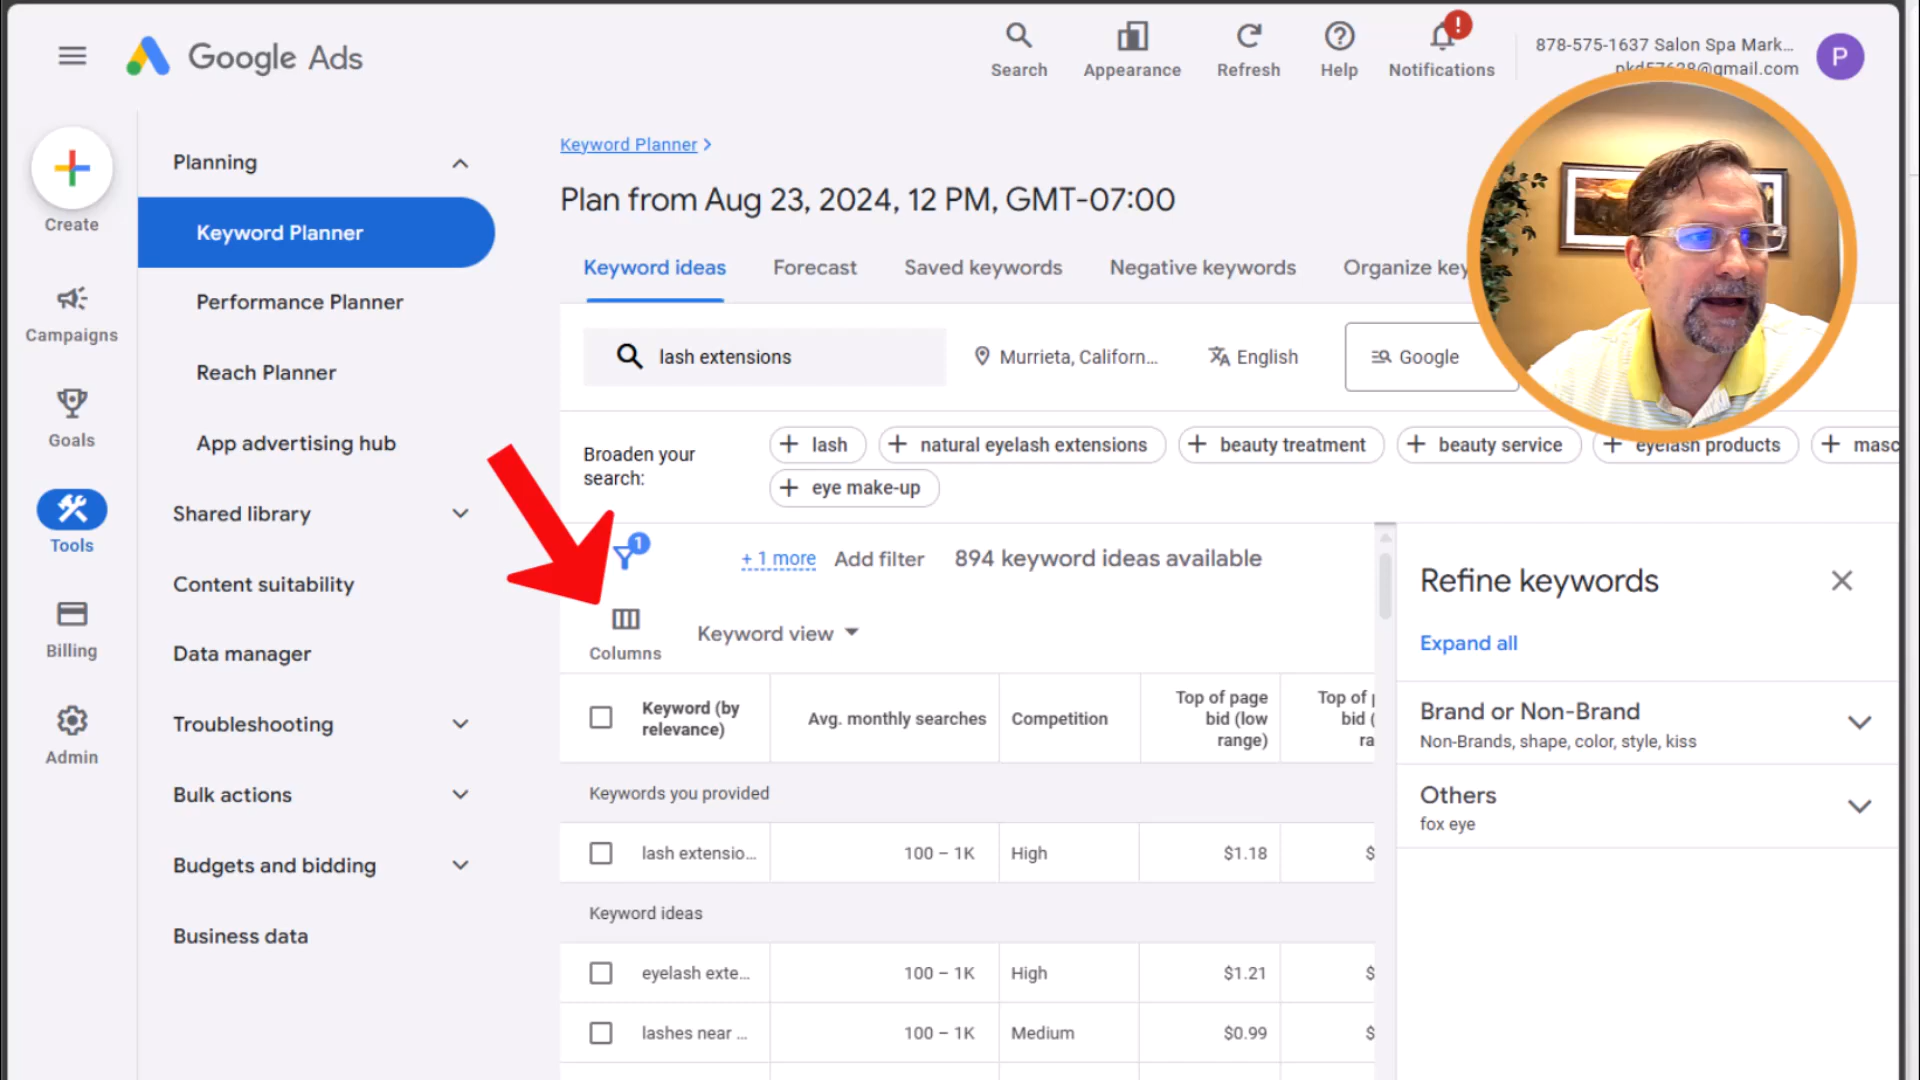 Google Ads
Search
Appearance
Refresh
Help
Notifications
!
878-575-1637 Salon Spa Mark...
pkd57638@gmail.com
P
Create
Campaigns
Goals
Tools
Billing
Admin
Planning
Keyword Planner
Performance Planner
Reach Planner
App advertising hub
Shared library
Content suitability
Data manager
Troubleshooting
Bulk actions
Budgets and bidding
Business data
Keyword Planner
Plan from Aug 23, 2024, 12 PM, GMT-07:00
Keyword ideas
Forecast
Saved keywords
Negative keywords
Organize key
lash extensions
Murrieta, Californ...
English
Google
Broaden your
search:
lash
natural eyelash extensions
beauty treatment
beauty service
eyelash products
masc
eye make-up
1
+ 1 more
Add filter
894 keyword ideas available
Columns
Keyword view
Keyword (by
relevance)
Avg. monthly searches
Competition
Top of page
bid (low
range)
Top of p
bid (
ra
Keywords you provided
lash extensio...
100 – 1K
High
$1.18
$
Keyword ideas
eyelash exte...
100 – 1K
High
$1.21
$
lashes near ...
100 – 1K
Medium
$0.99
$
Refine keywords
Expand all
Brand or Non-Brand
Non-Brands, shape, color, style, kiss
Others
fox eye